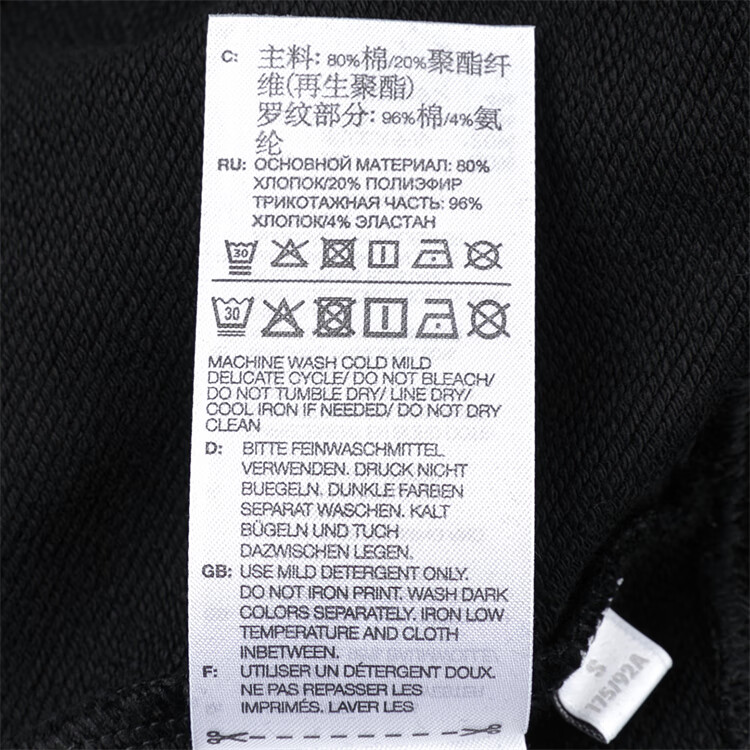 C: 主料: 80%棉/20%聚酯纤
维(再生聚酯)
罗纹部分: 96%棉/4%氨
纶
RU: ОСНОВНОЙ МАТЕРИАЛ: 80%
ХЛОПОК/20% ПОЛИЭФИР
ТРИКОТАЖНАЯ ЧАСТЬ: 96%
ХЛОПОК/4% ЭЛАСТАН
30
30
MACHINE WASH COLD MILD
DELICATE CYCLE/ DO NOT BLEACH/
DO NOT TUMBLE DRY/ LINE DRY/
COOL IRON IF NEEDED/ DO NOT DRY
CLEAN
D: BITTE FEINWASCHMITTEL
VERWENDEN. DRUCK NICHT
BUEGELN. DUNKLE FARBEN
SEPARAT WASCHEN. KALT
BÜGELN UND TUCH
DAZWISCHEN LEGEN.
GB: USE MILD DETERGENT ONLY.
DO NOT IRON PRINT. WASH DARK
COLORS SEPARATELY. IRON LOW
TEMPERATURE AND CLOTH
INBETWEEN.
F: UTILISER UN DÉTERGENT DOUX.
NE PAS REPASSER LES
IMPRIMÉS. LAVER LES
S
175/92A